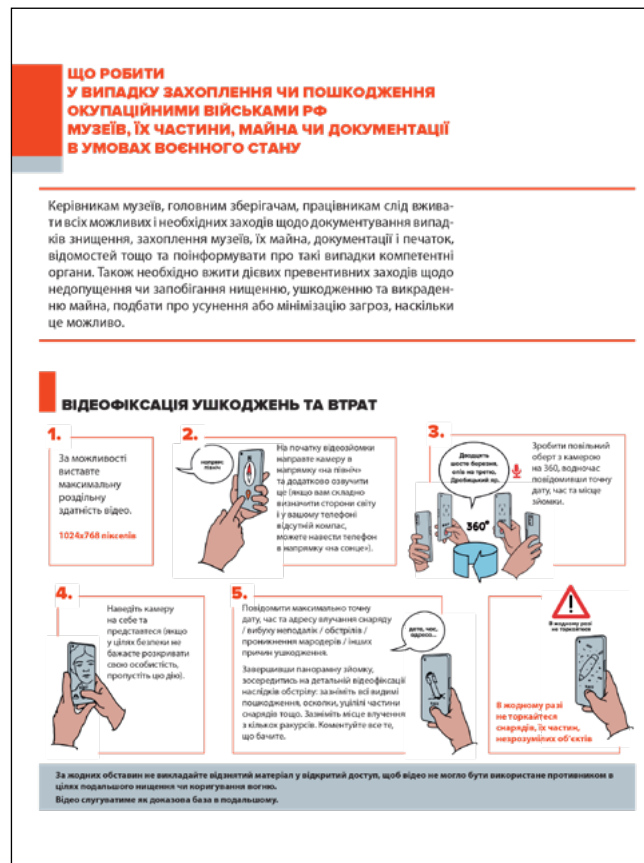 ЩО РОБИТИ
У ВИПАДКУ ЗАХОПЛЕННЯ ЧИ ПОШКОДЖЕННЯ
ОКУПАЦІЙНИМИ ВІЙСЬКАМИ РФ
МУЗЕЇВ, ЇХ ЧАСТИНИ, МАЙНА ЧИ ДОКУМЕНТАЦІЇ
В УМОВАХ ВОЄННОГО СТАНУ
Керівникам музеїв, головним зберігачам, працівникам слід вжива-
ти всіх можливих і необхідних заходів щодо документування випад-
ків знищення, захоплення музеїв, їх майна, документації і печаток,
відомостей тощо та поінформувати про такі випадки компетентні
органи. Також необхідно вжити дієвих превентивних заходів щодо
недопущення чи запобігання нищенню, ушкодженню та викраден-
ню майна, подбати про усунення або мінімізацію загроз, наскільки
це можливо.
ВІДЕОФІКСАЦІЯ УШКОДЖЕНЬ ТА ВТРАТ
1.
За можливості
виставте
максимальну
роздільну
здатність відео.
1024x768 пікселів
2.
напрям:
північ
На початку відеозйомки
направте камеру в
напрямку «на північ»
та додатково озвучити
це (якщо вам складно
визначити сторони світу
і у вашому телефоні
відсутній компас,
можете навести телефон
в напрямку «на сонце»).
3.
Двадцять
шосте березня,
опів на третю,
Дробицький яр.
360°
Зробити повільний
оберт з камерою
на 360, водночас
повідомивши точну
дату, час та місце
зйомки.
4.
Наведіть камеру
на себе та
представтеся (якщо
у цілях безпеки не
бажаєте розкривати
свою особистість,
пропустіть цю дію).
5.
Повідомити максимально точну
дату, час та адресу влучання снаряду
/ вибуху неподалік / обстрілів /
проникнення мародерів / інших
причин ушкодження.
Завершивши панорамну зйомку,
зосередитись на детальній відеофіксації
наслідків обстрілу: зазніміть всі видимі
пошкодження, осколки, уцілілі частини
снарядів тощо. Зазніміть місце влучення
з кількох ракурсів. Коментуйте все те,
що бачите.
дата, час,
адреса...
В жодному разі
не торкайтеся
В жодному разі
не торкайтеся
снарядів, їх частин,
незрозумілих об'єктів
За жодних обставин не викладайте відзнятий матеріал у відкритий доступ, щоб відео не могло бути використане противником в
цілях подальшого нищення чи коригування вогню.
Відео слугуватиме як доказова база в подальшому.